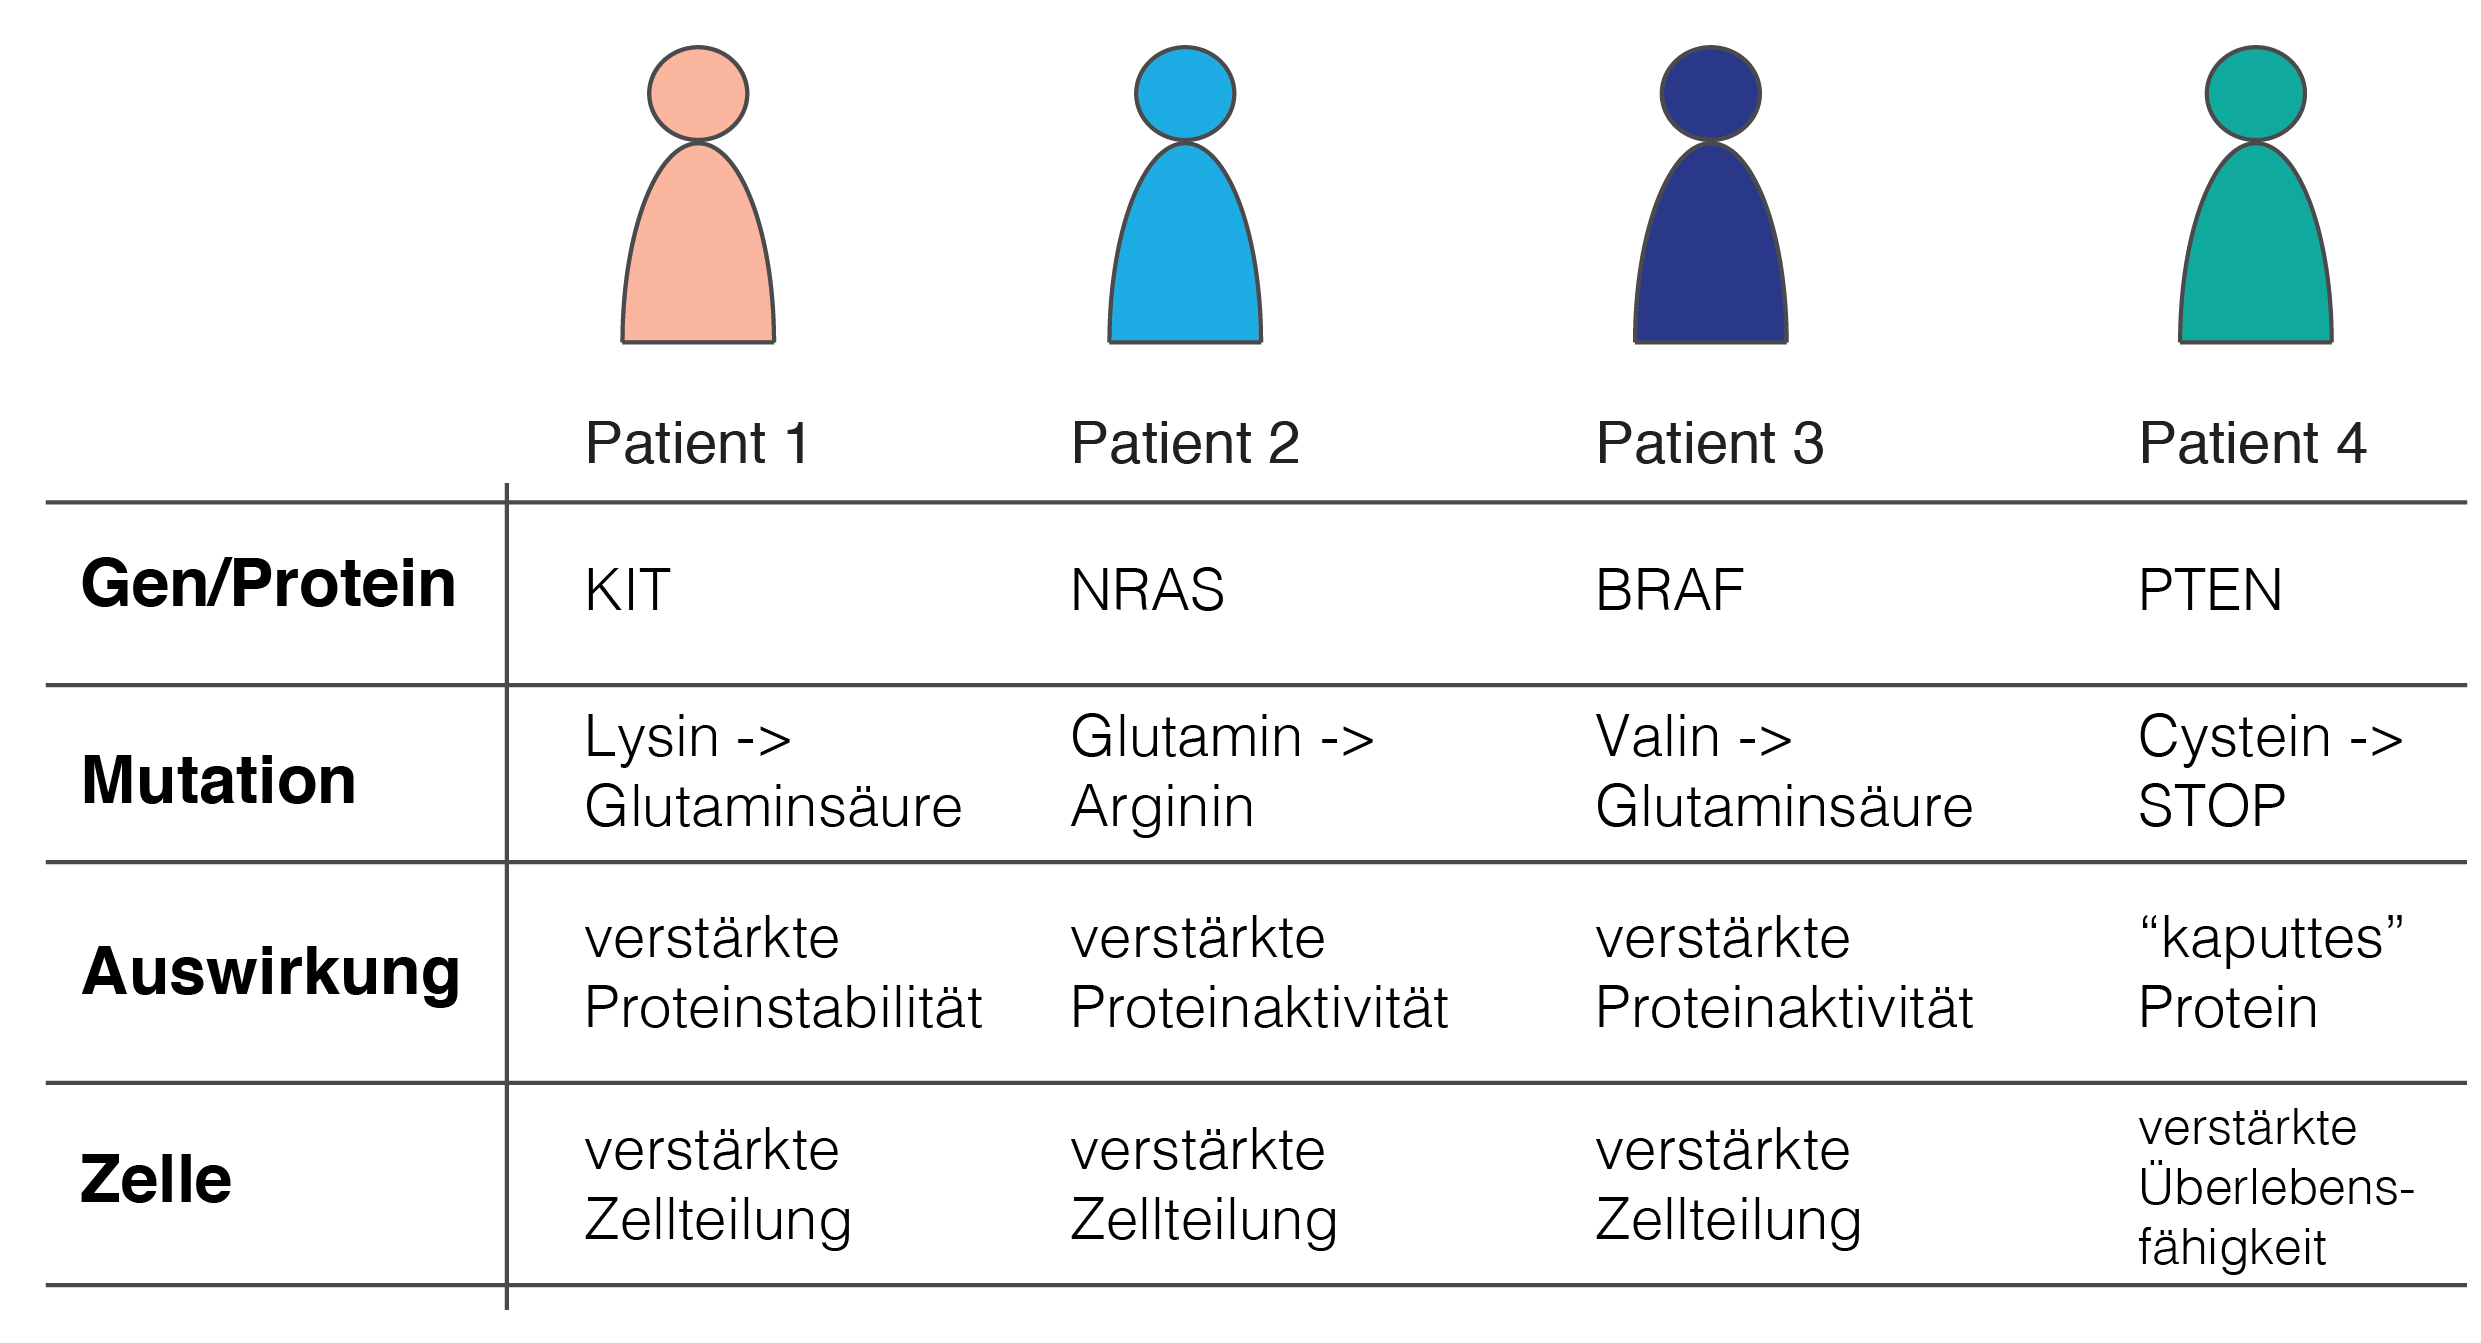 Patient 1 Patient 2 Patient 3 Patient 4
Gen/Protein KIT NRAS BRAF PTEN
Mutation
Lysin -> Glutamin -> Valin -> Cystein ->
Glutaminsäure Arginin Glutaminsäure STOP
Auswirkung
verstärkte verstärkte verstärkte “kaputtes”
Proteinstabilität Proteinaktivität Proteinaktivität Protein
Zelle
verstärkte verstärkte verstärkte
Zellteilung Zellteilung Zellteilung
verstärkte
Überlebens-
fähigkeit